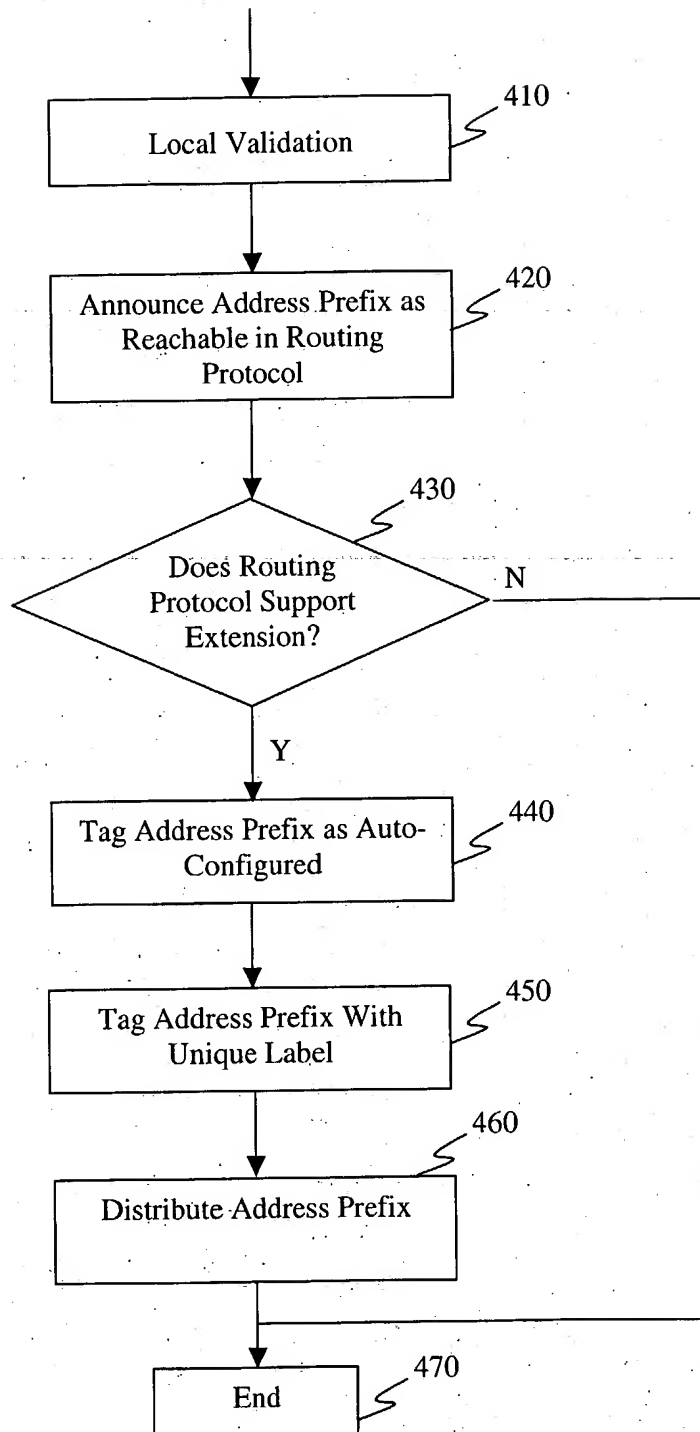 410
Local Validation
420
Announce Address Prefix as
Reachable in Routing
Protocol
430
Does Routing
Protocol Support
Extension?
N
Y
440
Tag Address Prefix as Auto-
Configured
450
Tag Address Prefix With
Unique Label
460
Distribute Address Prefix
470
End